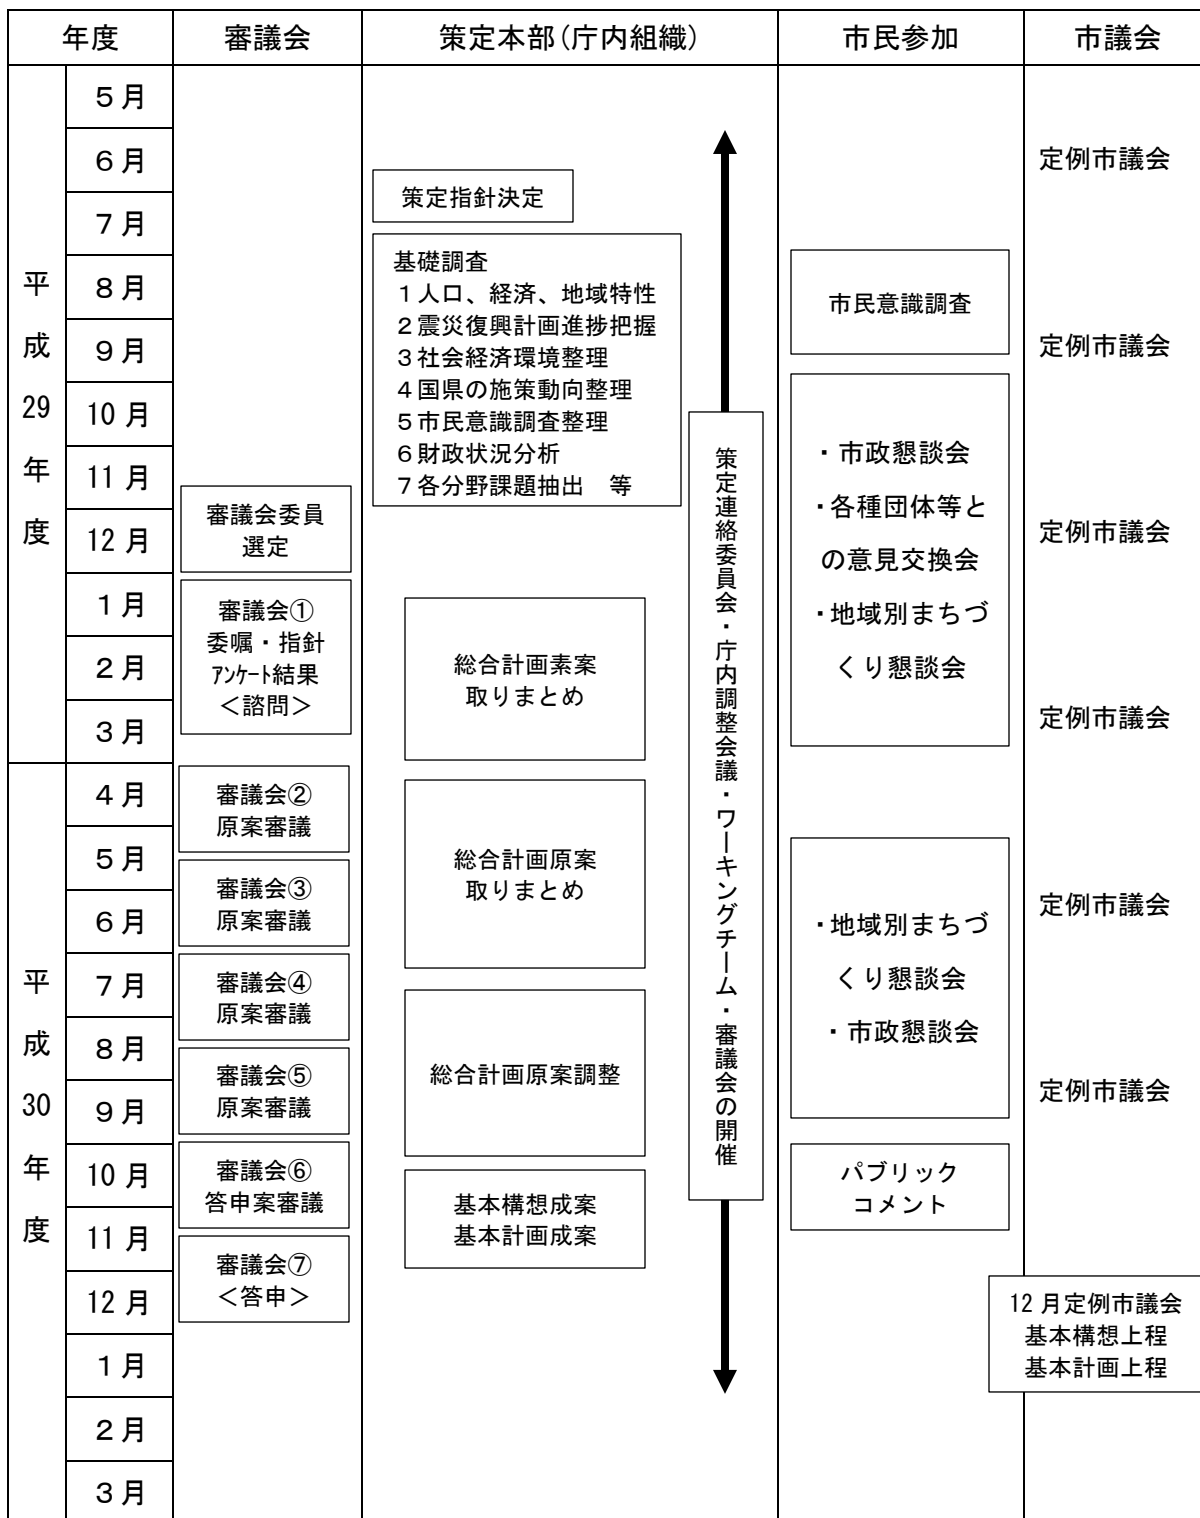 年度
審議会
策定本部(庁内組織)
市民参加
市議会
平成29年度
5月
6月
7月
8月
9月
10月
11月
12月
1月
2月
3月
平成30年度
4月
5月
6月
7月
8月
9月
10月
11月
12月
1月
2月
3月
審議会委員
選定
審議会①
委嘱・指針
ｱﾝｹｰﾄ結果
＜諮問＞
審議会②
原案審議
審議会③
原案審議
審議会④
原案審議
審議会⑤
原案審議
審議会⑥
答申案審議
審議会⑦
＜答申＞
策定指針決定
基礎調査
１人口、経済、地域特性
２震災復興計画進捗把握
３社会経済環境整理
４国県の施策動向整理
５市民意識調査整理
６財政状況分析
７各分野課題抽出　等
総合計画素案
取りまとめ
総合計画原案
取りまとめ
総合計画原案調整
基本構想成案
基本計画成案
策定連絡委員会・庁内調整会議・ワーキングチーム・審議会の開催
市民意識調査
・市政懇談会
・各種団体等と
の意見交換会
・地域別まちづ
くり懇談会
・地域別まちづ
くり懇談会
・市政懇談会
パブリック
コメント
定例市議会
定例市議会
定例市議会
定例市議会
定例市議会
定例市議会
12月定例市議会
基本構想上程
基本計画上程